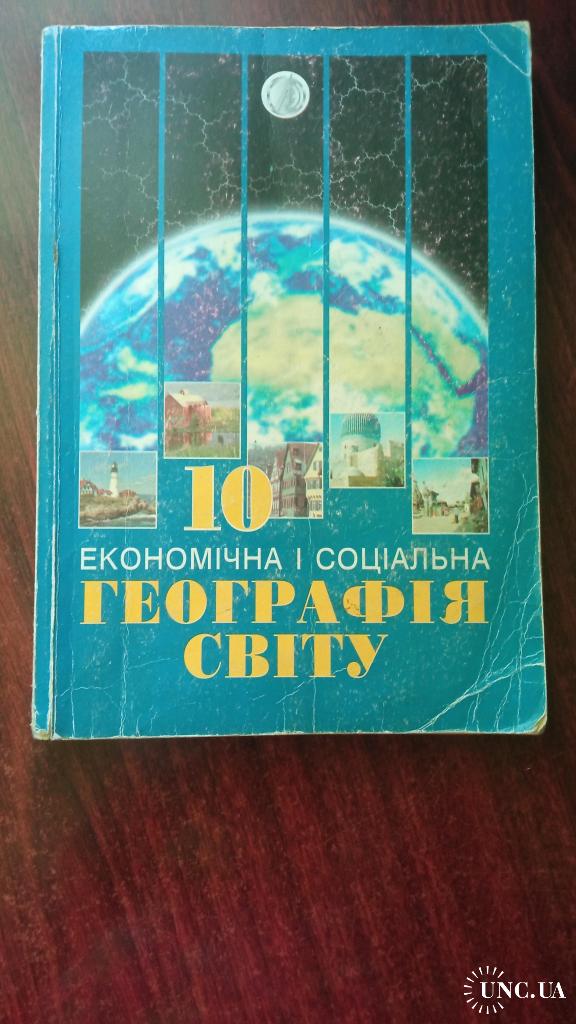 10
ЕКОНОМІЧНА І СОЦІАЛЬНА
ГЕОГРАФІЯ
СВІТУ
UNC.UA